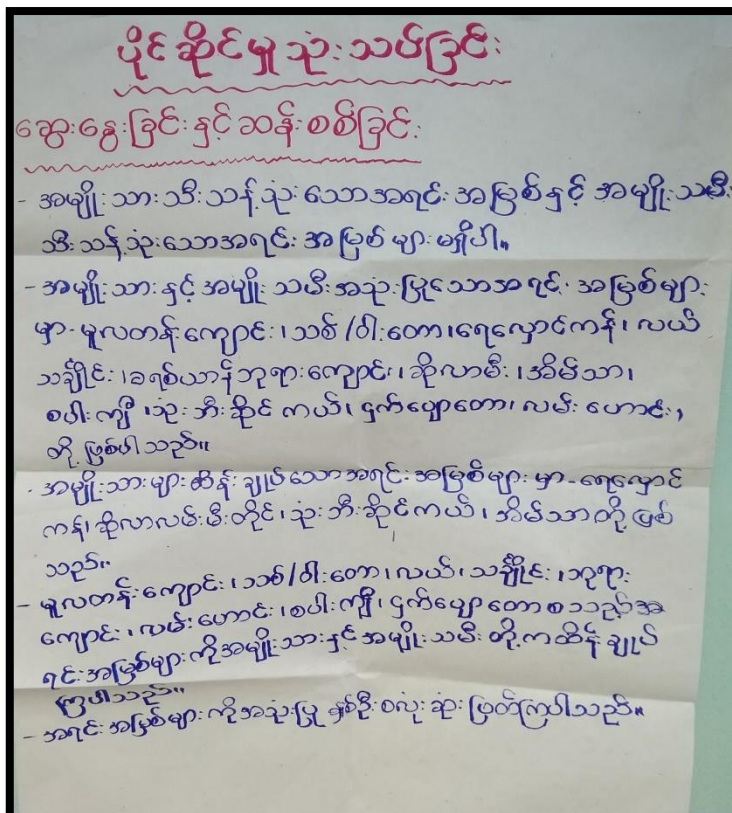 ပိုင်ဆိုင်မှုသုံးသပ်ခြင်း
ဆွေးနွေးခြင်းနှင့်ဆန်းစစ်ခြင်း
- အမျိုးသားသီးသန့်သုံးသောအရင်းအမြစ်နှင့် အမျိုးသမီး
သီးသန့်သုံးသောအရင်းအမြစ်များမရှိပါ။
- အမျိုးသားနှင့်အမျိုးသမီးအသုံးပြုသောအရင်းအမြစ်များ
မှာ-မူလတန်းကျောင်း၊သစ်/ဝါးတော၊ရေလှောင်ကန်၊လယ်
သင်္ချိုင်း၊ခရစ်ယာန်ဘုရားကျောင်း၊ဆိုလာမီး၊အိမ်သာ၊
စပါးကျီ၊သုံးဘီးဆိုင်ကယ်၊ငှက်ပျောတော၊လမ်းဟောင်း၊
တို့ဖြစ်ပါသည်။
- အမျိုးသားများထိန်းချုပ်သောအရင်းအမြစ်များမှာ-ရေလှောင်
ကန်၊ဆိုလာလမ်းမီးတိုင်၊သုံးဘီးဆိုင်ကယ်၊အိမ်သာတို့ဖြစ်
သည်။
- မူလတန်းကျောင်း၊သစ်/ဝါးတော၊လယ်၊သင်္ချိုင်း၊ဘုရား
ကျောင်း၊လမ်းဟောင်း၊စပါးကျီ၊ငှက်ပျောတောစသည့်အ
ရင်းအမြစ်များကိုအမျိုးသားနှင့်အမျိုးသမီးတို့ကထိန်းချုပ်
ကြပါသည်။
- အရင်းအမြစ်များကိုအသုံးပြုနှစ်ဦးစလုံးဆုံးဖြတ်ကြပါသည်။